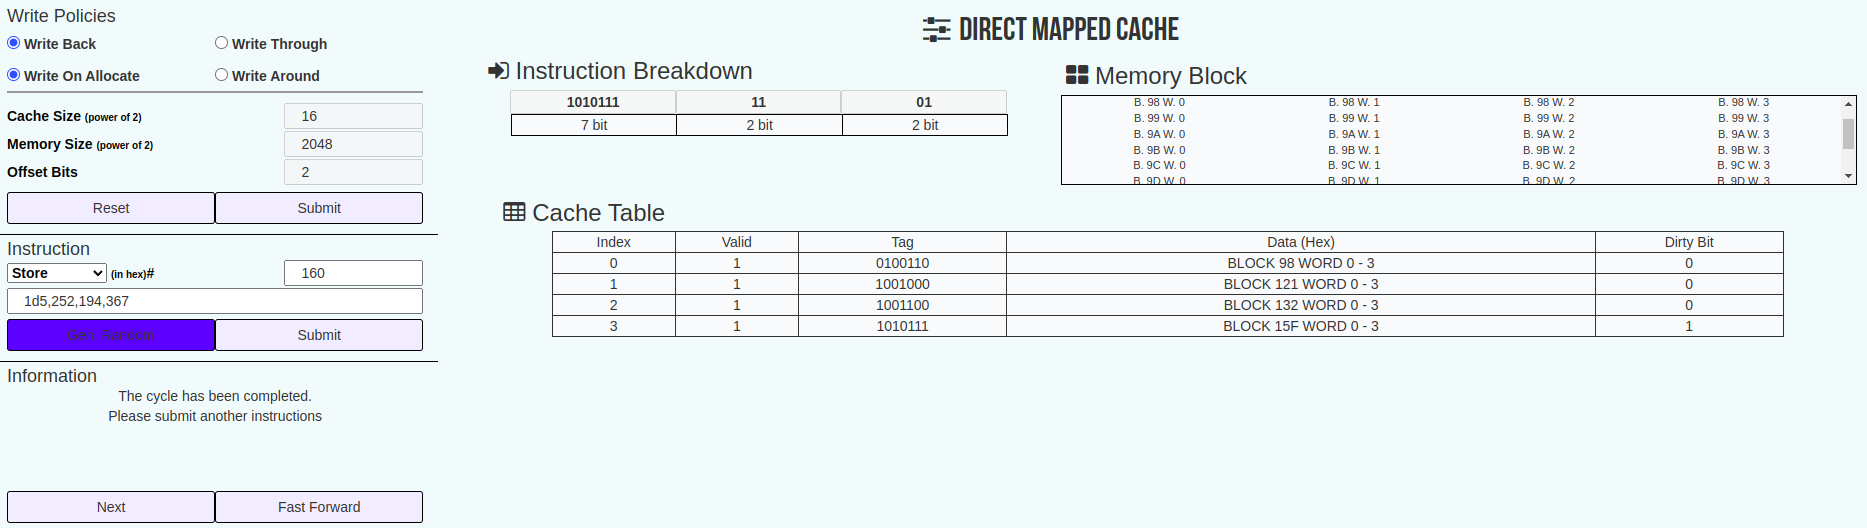 Write Policies
Write Back Write Through
Write On Allocate Write Around
Cache Size (power of 2) 16
Memory Size (power of 2) 2048
Offset Bits 2
Reset Submit
Instruction
Store (in hex)# 160
1d5,252,194,367
Gen. Random Submit
Information
The cycle has been completed.
Please submit another instructions
Next Fast Forward
DIRECT MAPPED CACHE
Instruction Breakdown
1010111 11 01
7 bit 2 bit 2 bit
Memory Block
B. 98 W. 0 B. 98 W. 1 B. 98 W. 2 B. 98 W. 3
B. 99 W. 0 B. 99 W. 1 B. 99 W. 2 B. 99 W. 3
B. 9A W. 0 B. 9A W. 1 B. 9A W. 2 B. 9A W. 3
B. 9B W. 0 B. 9B W. 1 B. 9B W. 2 B. 9B W. 3
B. 9C W. 0 B. 9C W. 1 B. 9C W. 2 B. 9C W. 3
B. 9D W. 0 B. 9D W. 1 B. 9D W. 2 B. 9D W. 3
Cache Table
Index Valid Tag Data (Hex) Dirty Bit
0 1 0100110 BLOCK 98 WORD 0 - 3 0
1 1 1001000 BLOCK 121 WORD 0 - 3 0
2 1 1001100 BLOCK 132 WORD 0 - 3 0
3 1 1010111 BLOCK 15F WORD 0 - 3 1